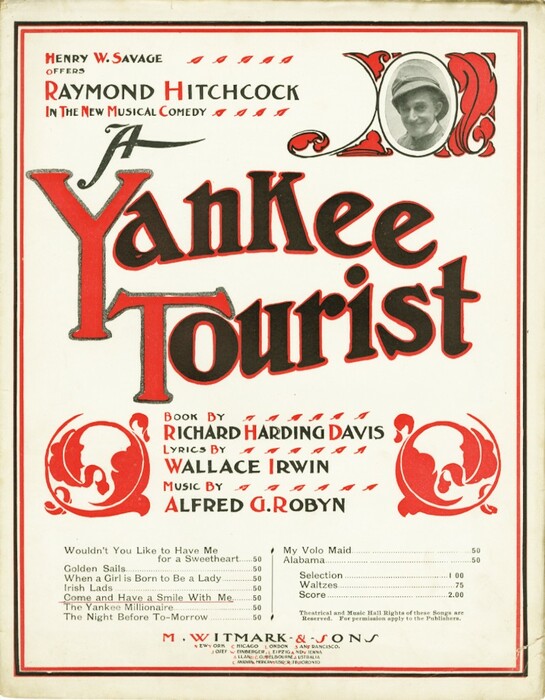 Henry W. Savage
Offers
Raymond Hitchcock
In The New Musical Comedy
A
Yankee
Tourist
Book By
Richard Harding Davis
Lyrics By
Wallace Irwin
Music By
Alfred G. Robyn
Wouldn't You Like to Have Me
for a Sweetheart.....50
Golden Sails.....50
When a Girl is Born to Be a Lady.....50
Irish Lads.....50
Come and Have a Smile With Me.....50
The Yankee Millionaire.....50
The Night Before To-Morrow.....50
My Volo Maid.....50
Alabama.....50
Selection.....1 00
Waltzes.....75
Score.....2.00
Theatrical and Music Hall Rights of these Songs are
Reserved. For permission apply to the Publishers.
M. Witmark & Sons
New York Chicago London San Francisco.